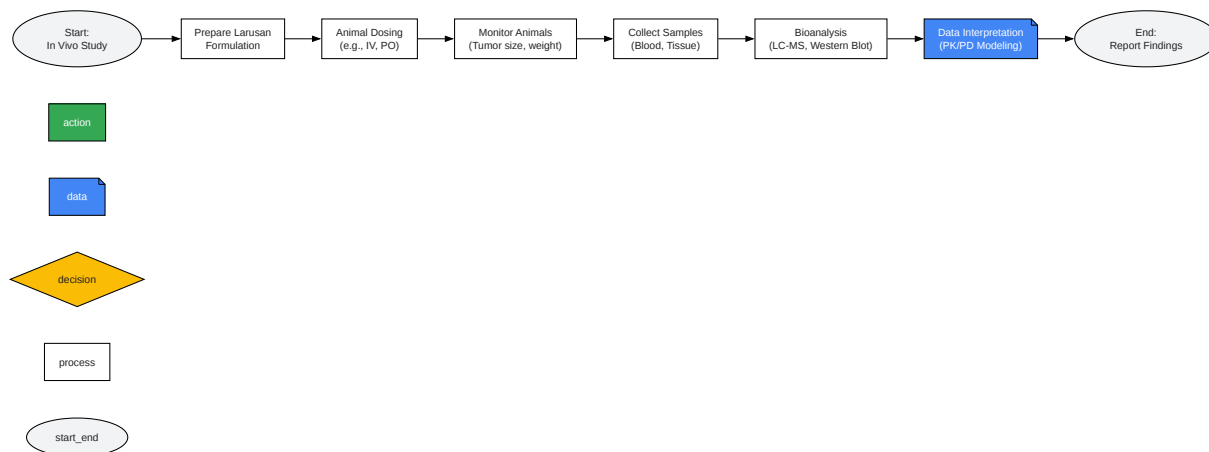 Start:
In Vivo Study
Prepare Larusan
Formulation
Animal Dosing
(e.g., IV, PO)
Monitor Animals
(Tumor size, weight)
Collect Samples
(Blood, Tissue)
Bioanalysis
(LC-MS, Western Blot)
Data Interpretation
(PK/PD Modeling)
End:
Report Findings
action
data
decision
process
start_end